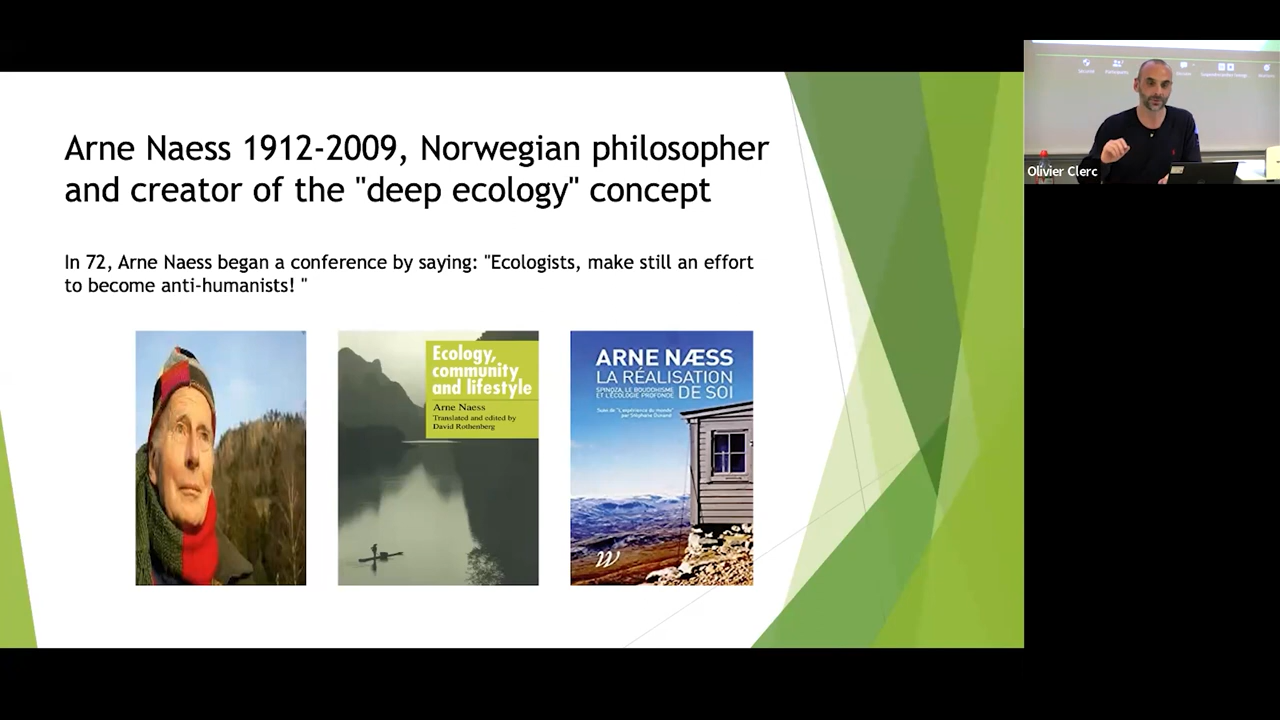 Arne Naess 1912-2009, Norwegian philosopher
and creator of the "deep ecology" concept
In 72, Arne Naess began a conference by saying: "Ecologists, make still an effort
to become anti-humanists! "
Ecology,
community
and lifestyle
Arne Naess
Translated and edited by
David Rothenberg
ARNE NÆSS
LA RÉALISATION
SPINOZA, LE BOUDDHISME
ET L'ÉCOLOGIE PROFONDE
DE SOI
Suivi de "L'expérience du monde"
par Stéphane Dunand
W
Olivier Clerc